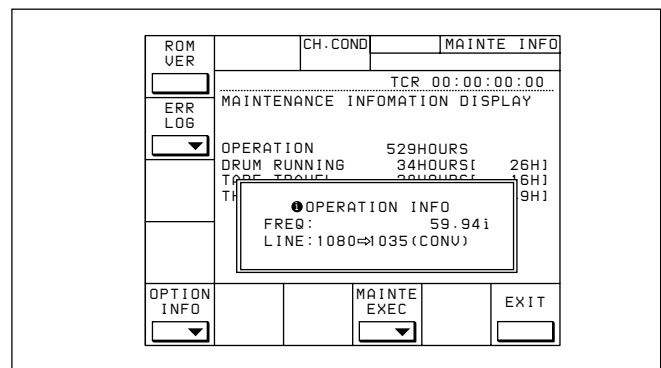 ROM
VER
CH.COND
MAINTE INFO
TCR 00:00:00:00
ERR
LOG
MAINTENANCE INFOMATION DISPLAY
OPERATION 529HOURS
DRUM RUNNING 34HOURS[ 26H]
16H]
9H]
❶OPERATION INFO
FREQ: 59.94i
LINE:1080⇨1035(CONV)
OPTION
INFO
MAINTE
EXEC
EXIT